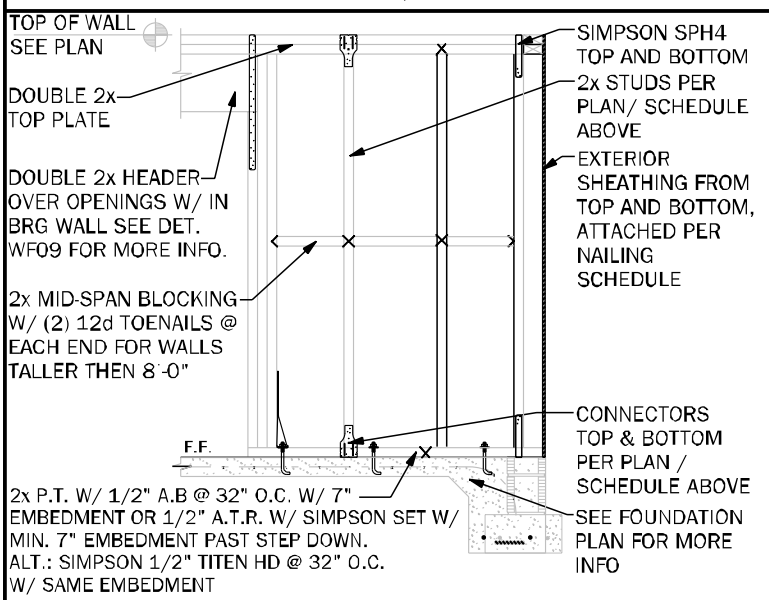 TOP OF WALL
SEE PLAN
DOUBLE 2x
TOP PLATE
DOUBLE 2x HEADER
OVER OPENINGS W/ IN
BRG WALL SEE DET.
WF09 FOR MORE INFO.
2x MID-SPAN BLOCKING
W/ (2) 12d TOENAILS @
EACH END FOR WALLS
TALLER THEN 8'-0"
F.F.
2x P.T. W/ 1/2" A.B @ 32" O.C. W/ 7"
EMBEDMENT OR 1/2" A.T.R. W/ SIMPSON SET W/
MIN. 7" EMBEDMENT PAST STEP DOWN.
ALT.: SIMPSON 1/2" TITEN HD @ 32" O.C.
W/ SAME EMBEDMENT
SIMPSON SPH4
TOP AND BOTTOM
2x STUDS PER
PLAN/ SCHEDULE
ABOVE
EXTERIOR
SHEATHING FROM
TOP AND BOTTOM,
ATTACHED PER
NAILING
SCHEDULE
CONNECTORS
TOP & BOTTOM
PER PLAN /
SCHEDULE ABOVE
SEE FOUNDATION
PLAN FOR MORE
INFO